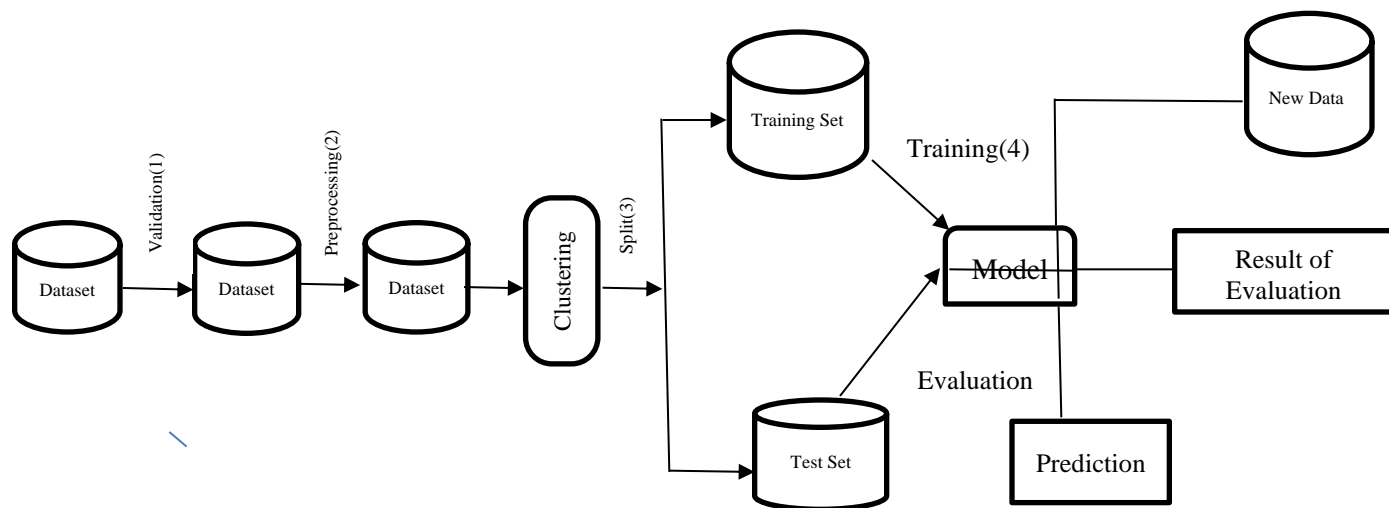 Dataset
Validation(1)
Dataset
Preprocessing(2)
Dataset
Clustering
Split(3)
Training Set
Training(4)
New Data
Model
Result of
Evaluation
Evaluation
Test Set
Prediction